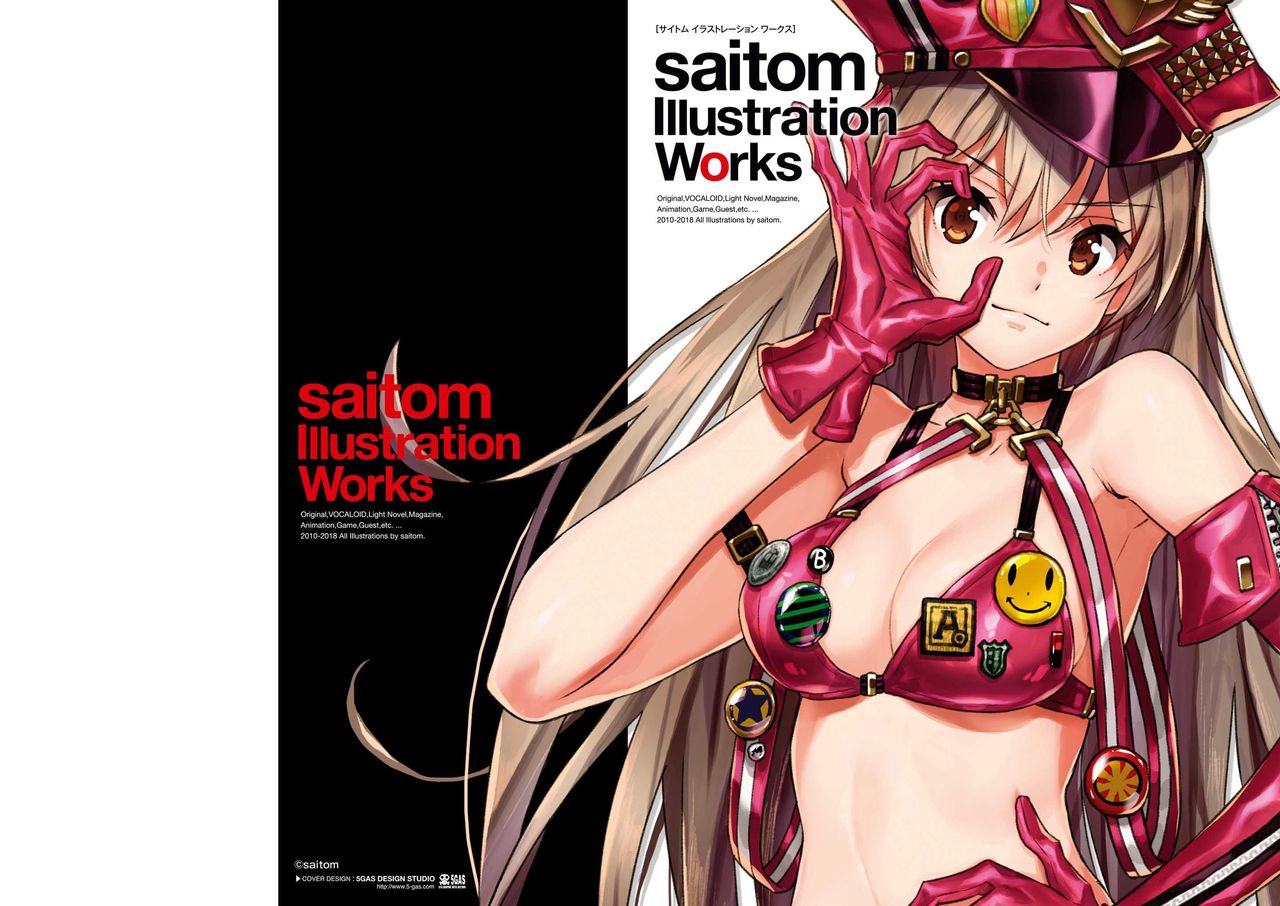 [サイトム イラストレーション ワークス]
saitom
Illustration
Works
Original,VOCALOID,Light Novel,Magazine,
Animation,Game,Guest,etc. ...
2010-2018 All Illustrations by saitom.
saitom
Illustration
Works
Original,VOCALOID,Light Novel,Magazine,
Animation,Game,Guest,etc. ...
2010-2018 All Illustrations by saitom.
©saitom
▶ COVER DESIGN : 5GAS DESIGN STUDIO
http://www.5-gas.com
5GAS
B
A
M